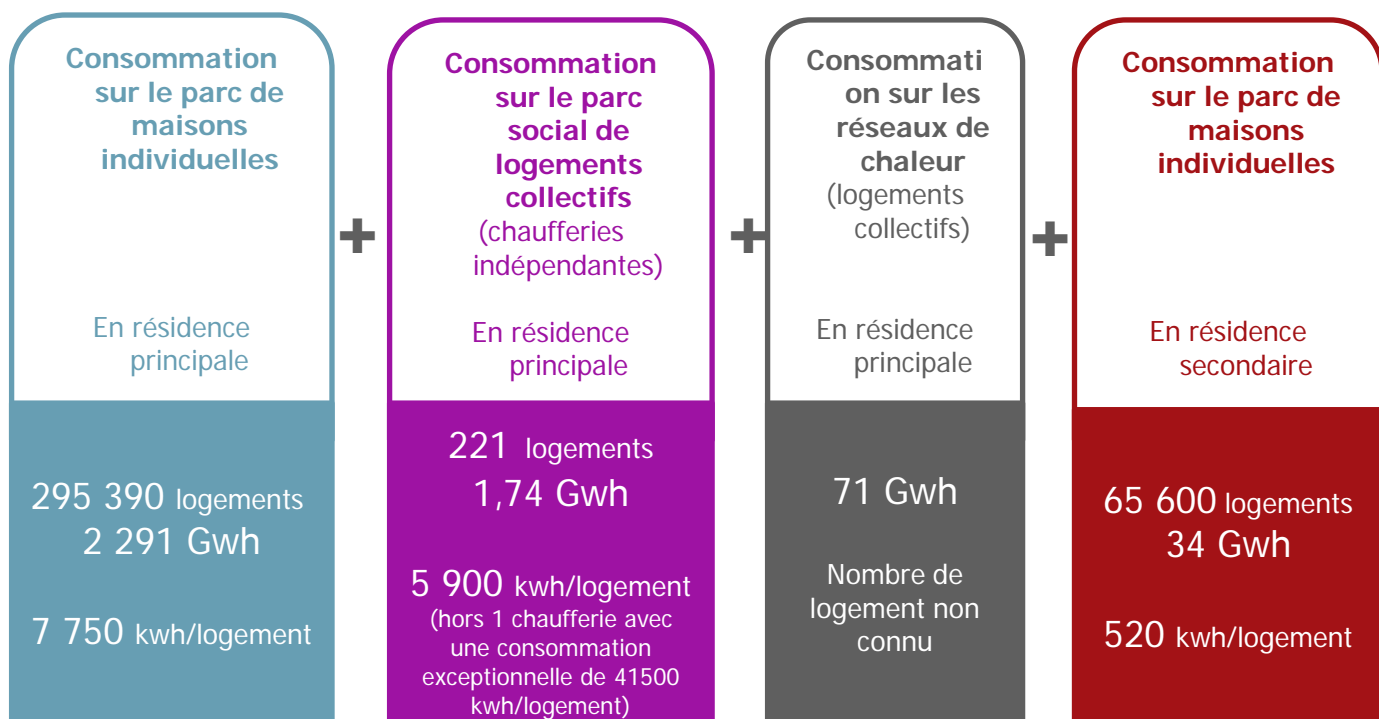 Consommation
sur le parc de
maisons
individuelles
En résidence
principale
295 390 logements
2 291 Gwh
7 750 kwh/logement
+
Consommation
sur le parc
social de
logements
collectifs
(chaufferies
indépendantes)
En résidence
principale
221 logements
1,74 Gwh
5 900 kwh/logement
(hors 1 chaufferie avec
une consommation
exceptionnelle de 41500
kwh/logement)
+
Consommati
on sur les
réseaux de
chaleur
(logements
collectifs)
En résidence
principale
71 Gwh
Nombre de
logement non
connu
+
Consommation
sur le parc de
maisons
individuelles
En résidence
secondaire
65 600 logements
34 Gwh
520 kwh/logement